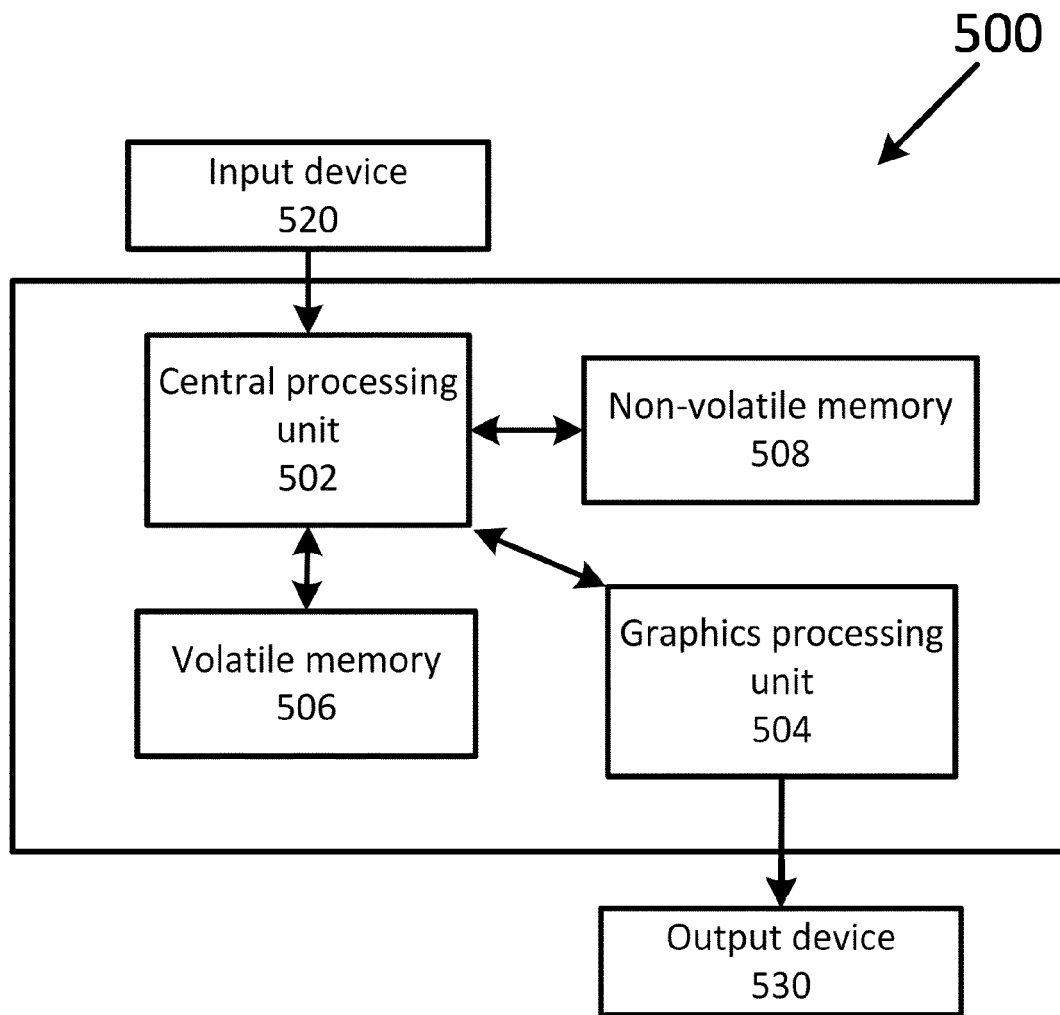 500
Input device
520
Central processing
unit
502
Non-volatile memory
508
Volatile memory
506
Graphics processing
unit
504
Output device
530